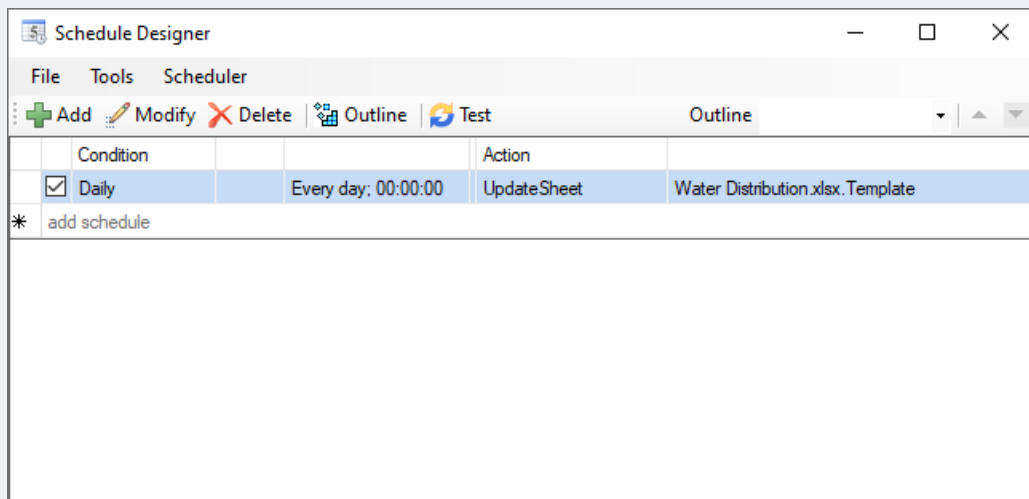 Schedule Designer
File Tools Scheduler
Add Modify Delete Outline Test Outline
Condition Action
Daily Every day; 00:00:00 UpdateSheet Water Distribution.xlsx.Template
* add schedule